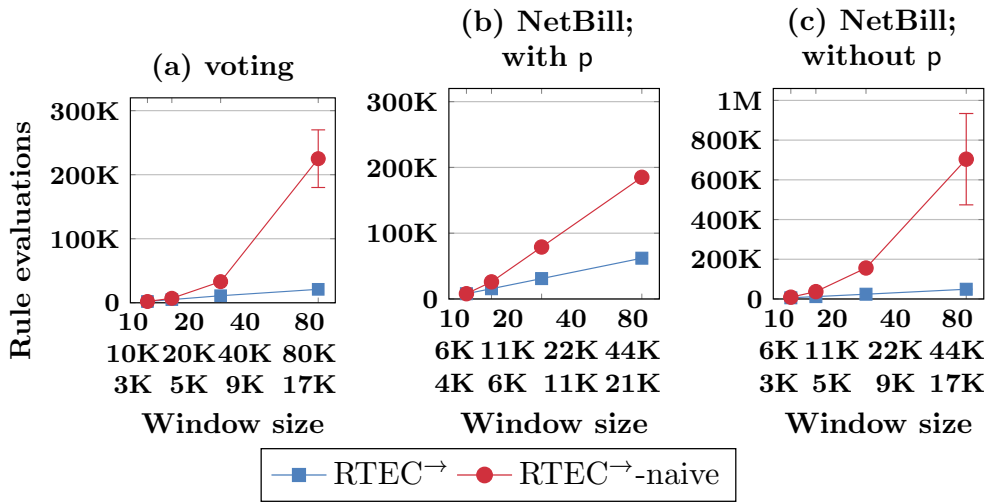 (a) voting
(b) NetBill;
with p
(c) NetBill;
without p
Rule evaluations
300K
200K
100K
0
10 20 40 80
10K 20K 40K 80K
3K 5K 9K 17K
Window size
300K
200K
100K
0
10 20 40 80
6K 11K 22K 44K
4K 6K 11K 21K
Window size
1M
800K
600K
400K
200K
0
10 20 40 80
6K 11K 22K 44K
3K 5K 9K 17K
Window size
RTEC→ RTEC→-naive